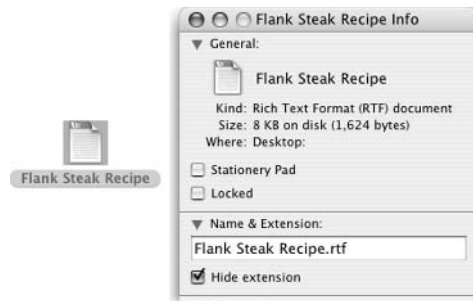 Flank Steak Recipe Info
General:
Flank Steak Recipe
Kind: Rich Text Format (RTF) document
Size: 8 KB on disk (1,624 bytes)
Where: Desktop:
Flank Steak Recipe
Stationery Pad
Locked
Name & Extension:
Flank Steak Recipe.rtf
Hide extension